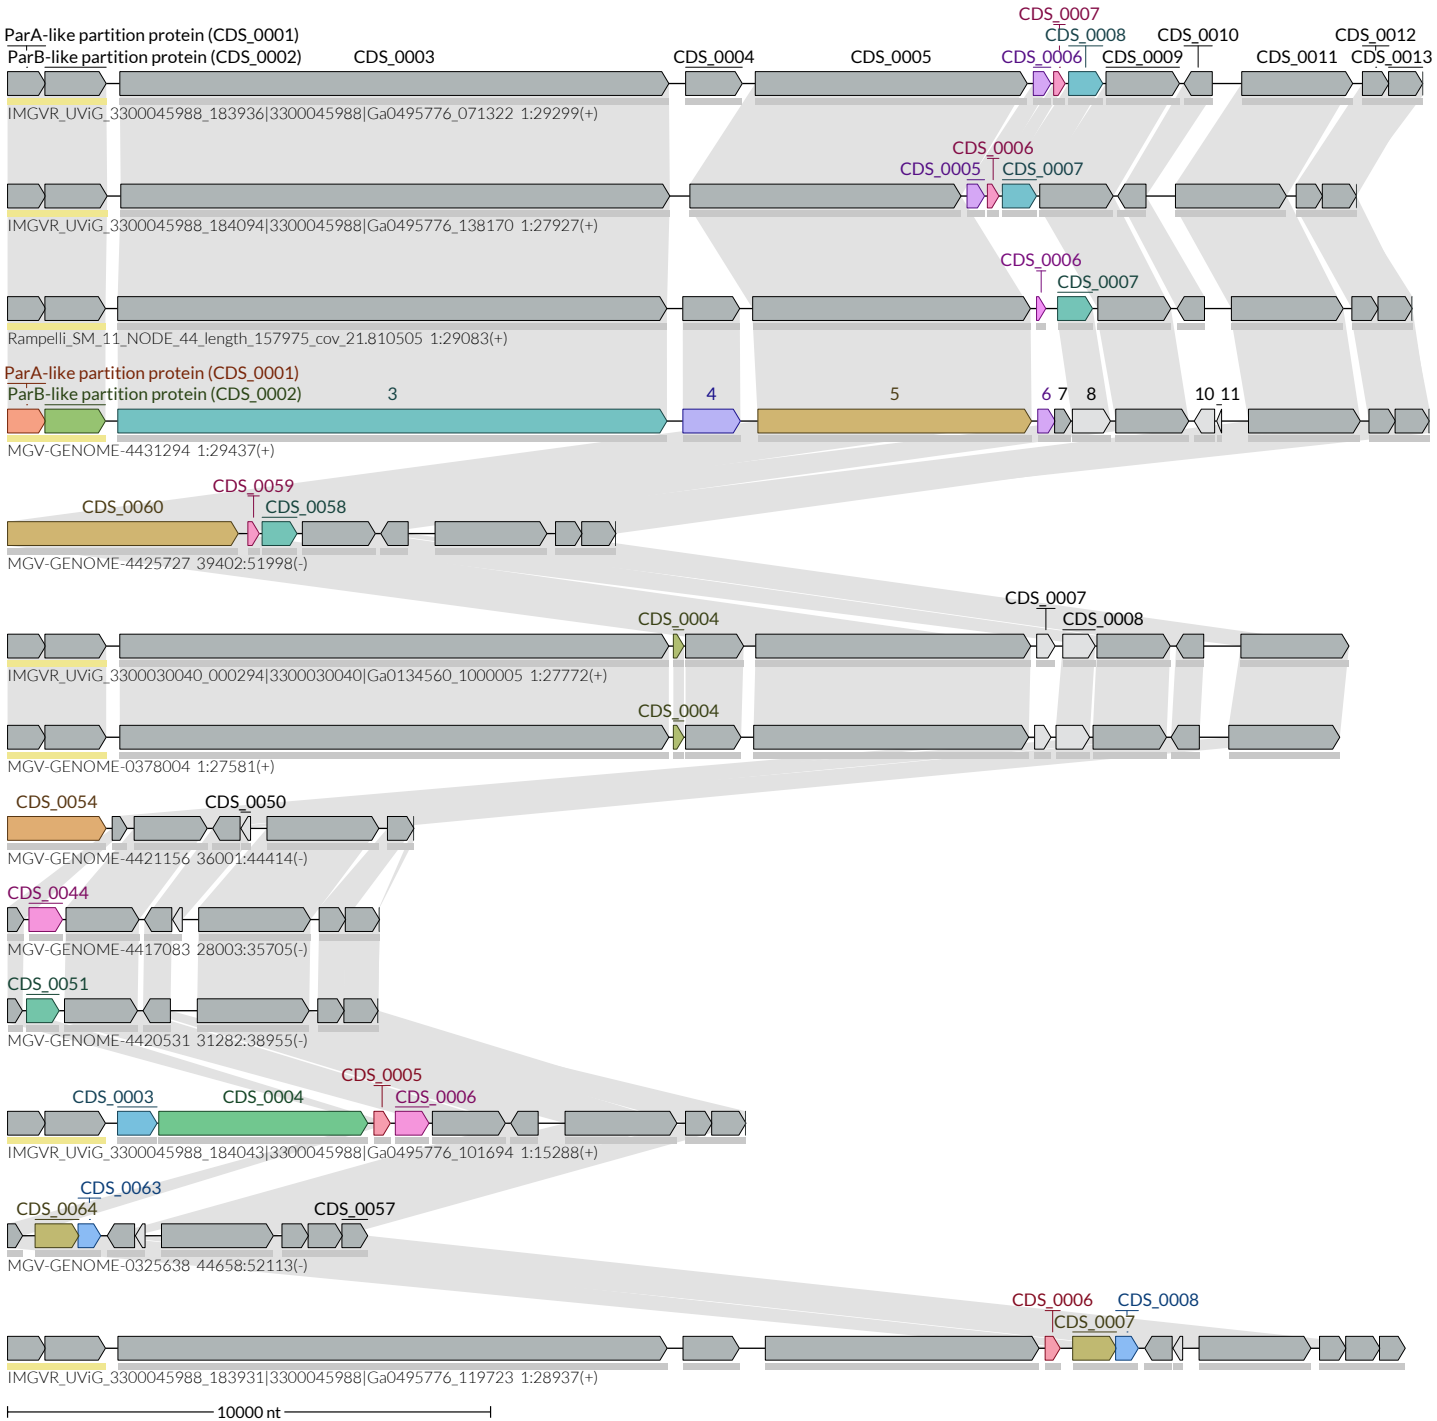 CDS_0007
ParA-like partition protein (CDS_0001) CDS_0008 CDS_0010 CDS_0012
ParB-like partition protein (CDS_0002) CDS_0003 CDS_0004 CDS_0005 CDS_0006 CDS_0009 CDS_0011 CDS_0013
IMGVR_UViG_3300045988_183936|3300045988|Ga0495776_071322 1:29299(+)
CDS_0006
CDS_0005 CDS_0007
IMGVR_UViG_3300045988_184094|3300045988|Ga0495776_138170 1:27927(+)
CDS_0006
CDS_0007
Rampelli_SM_11_NODE_44_length_157975_cov_21.810505 1:29083(+)
ParA-like partition protein (CDS_0001)
ParB-like partition protein (CDS_0002) 3 4 5 6 7 8 10 11
MGV-GENOME-4431294 1:29437(+)
CDS_0059
CDS_0060 CDS_0058
MGV-GENOME-4425727 39402:51998(-)
CDS_0007
CDS_0004 CDS_0008
IMGVR_UViG_3300030040_000294|3300030040|Ga0134560_1000005 1:27772(+)
CDS_0004
MGV-GENOME-0378004 1:27581(+)
CDS_0054 CDS_0050
MGV-GENOME-4421156 36001:44414(-)
CDS_0044
MGV-GENOME-4417083 28003:35705(-)
CDS_0051
MGV-GENOME-4420531 31282:38955(-)
CDS_0005
CDS_0003 CDS_0004 CDS_0006
IMGVR_UViG_3300045988_184043|3300045988|Ga0495776_101694 1:15288(+)
CDS_0063
CDS_0064 CDS_0057
MGV-GENOME-0325638 44658:52113(-)
CDS_0006 CDS_0008
CDS_0007
IMGVR_UViG_3300045988_183931|3300045988|Ga0495776_119723 1:28937(+)
10000 nt